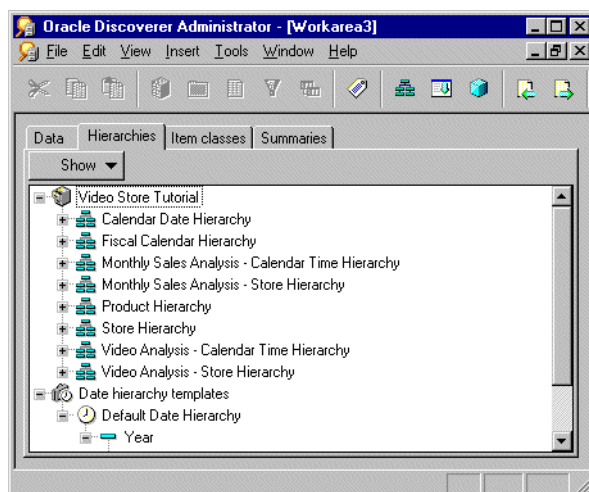 Oracle Discoverer Administrator - [Workarea3]
File Edit View Insert Tools Window Help
Data Hierarchies Item classes Summaries
Show
Video Store Tutorial
Calendar Date Hierarchy
Fiscal Calendar Hierarchy
Monthly Sales Analysis - Calendar Time Hierarchy
Monthly Sales Analysis - Store Hierarchy
Product Hierarchy
Store Hierarchy
Video Analysis - Calendar Time Hierarchy
Video Analysis - Store Hierarchy
Date hierarchy templates
Default Date Hierarchy
Year